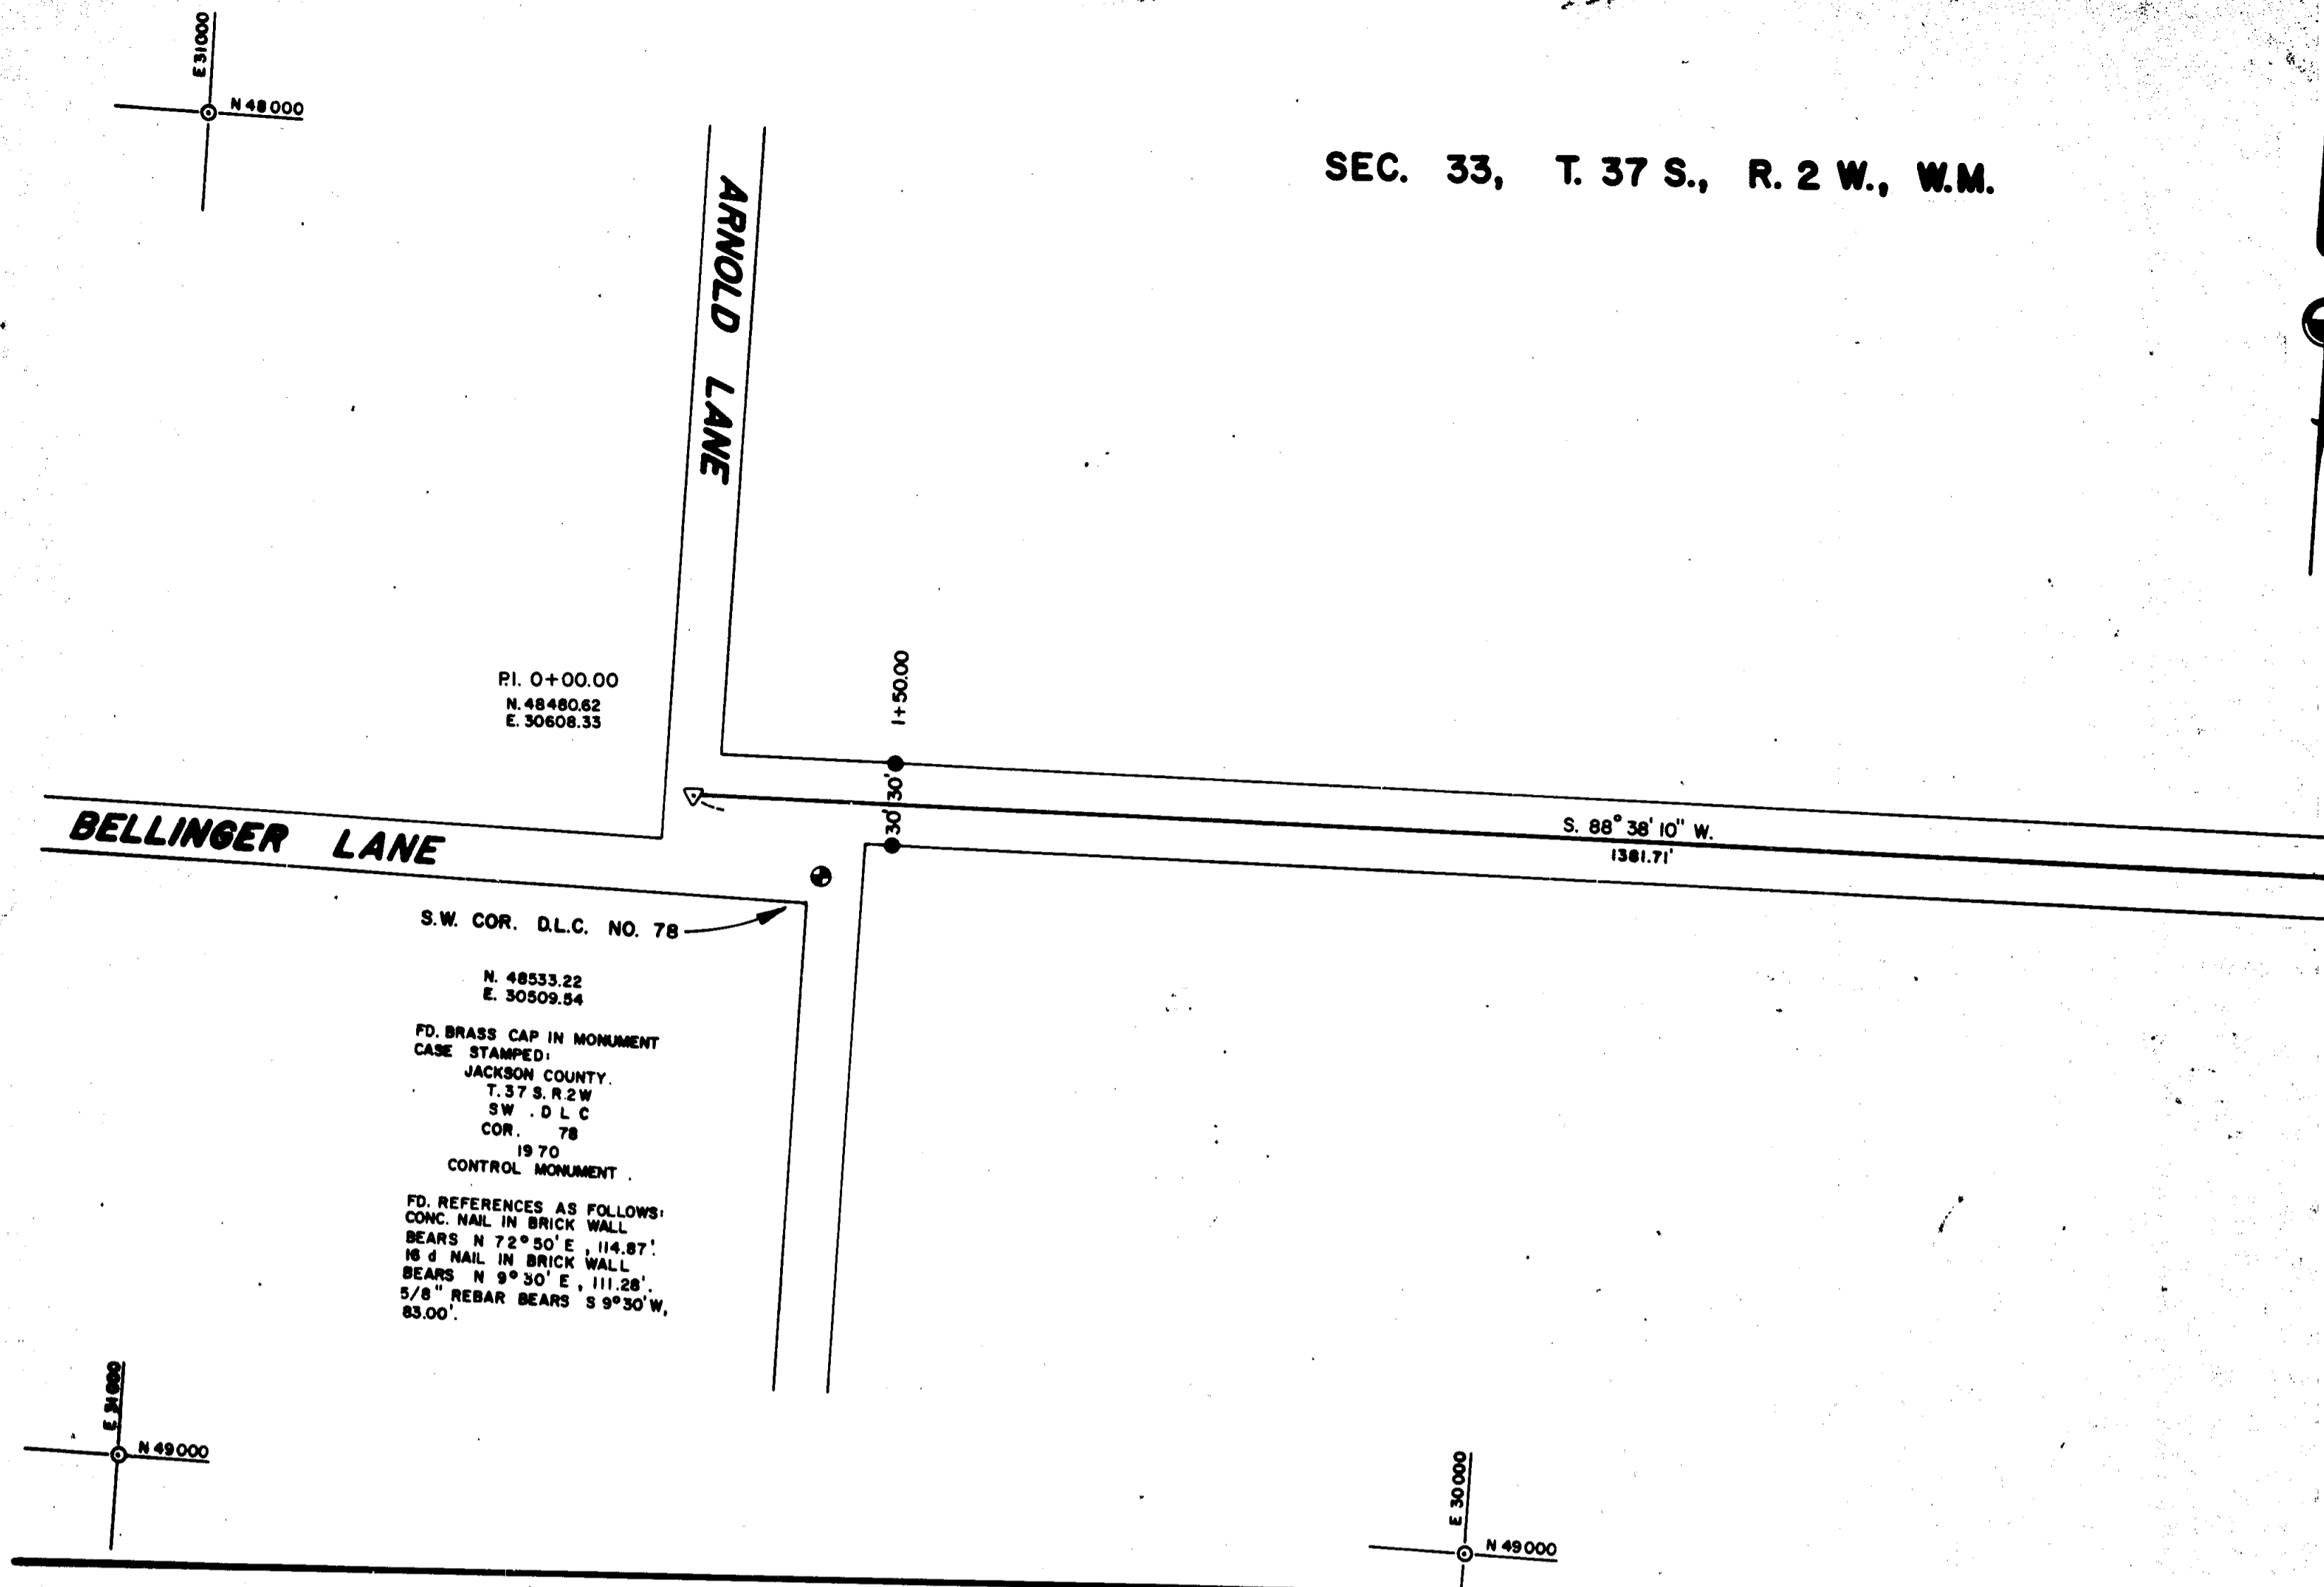 E 31000
N 48000
SEC. 33, T. 37 S., R. 2 W., W.M.
ARNOLD LANE
P.I. 0+00.00
N. 48480.62
E. 30608.33
1+50.00
30'
30'
BELLINGER LANE
S. 88° 38' 10" W.
1381.71'
S.W. COR. D.L.C. NO. 78
N. 48533.22
E. 30509.54
FD. BRASS CAP IN MONUMENT
CASE STAMPED:
JACKSON COUNTY.
T. 37 S. R. 2 W
SW . D L C
COR. 78
1970
CONTROL MONUMENT .
FD. REFERENCES AS FOLLOWS:
CONC. NAIL IN BRICK WALL
BEARS N 72° 50' E , 114.87'.
16 d NAIL IN BRICK WALL
BEARS N 9° 30' E , 111.28'.
5/8" REBAR BEARS S 9° 30' W,
83.00'.
E 31000
N 49000
E 30000
N 49000